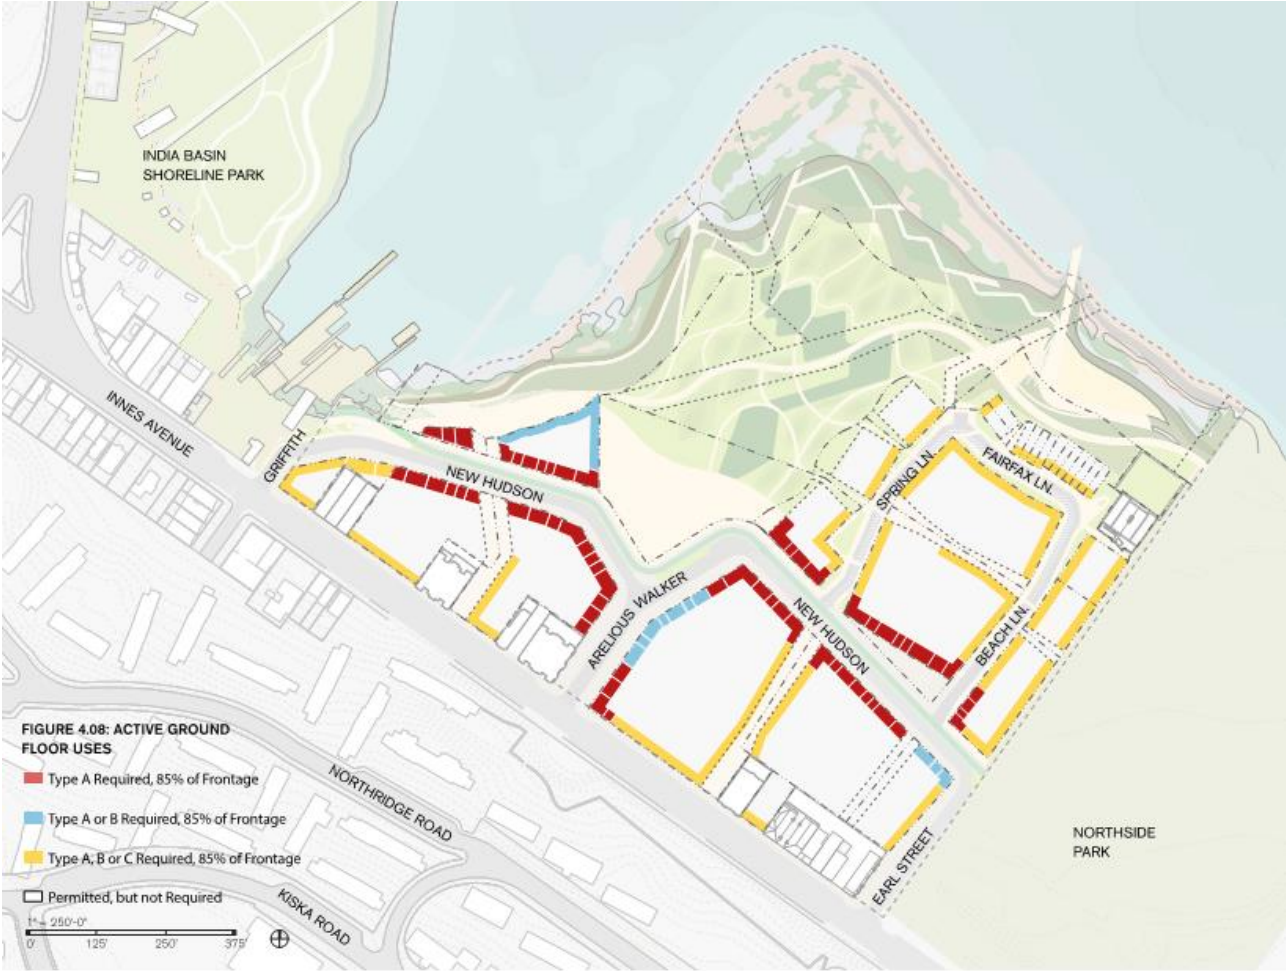 INDIA BASIN
SHORELINE PARK
INNES AVENUE
GRIFFITH
NEW HUDSON
SPRING LN.
FAIRFAX LN.
ARELIOUS WALKER
NEW HUDSON
BEACH LN.
FIGURE 4.08: ACTIVE GROUND
FLOOR USES
Type A Required, 85% of Frontage
Type A or B Required, 85% of Frontage
Type A, B or C Required, 85% of Frontage
Permitted, but not Required
1" = 250'-0"
0' 125' 250' 375'
NORTHRIDGE ROAD
KISKA ROAD
EARL STREET
NORTHSIDE
PARK